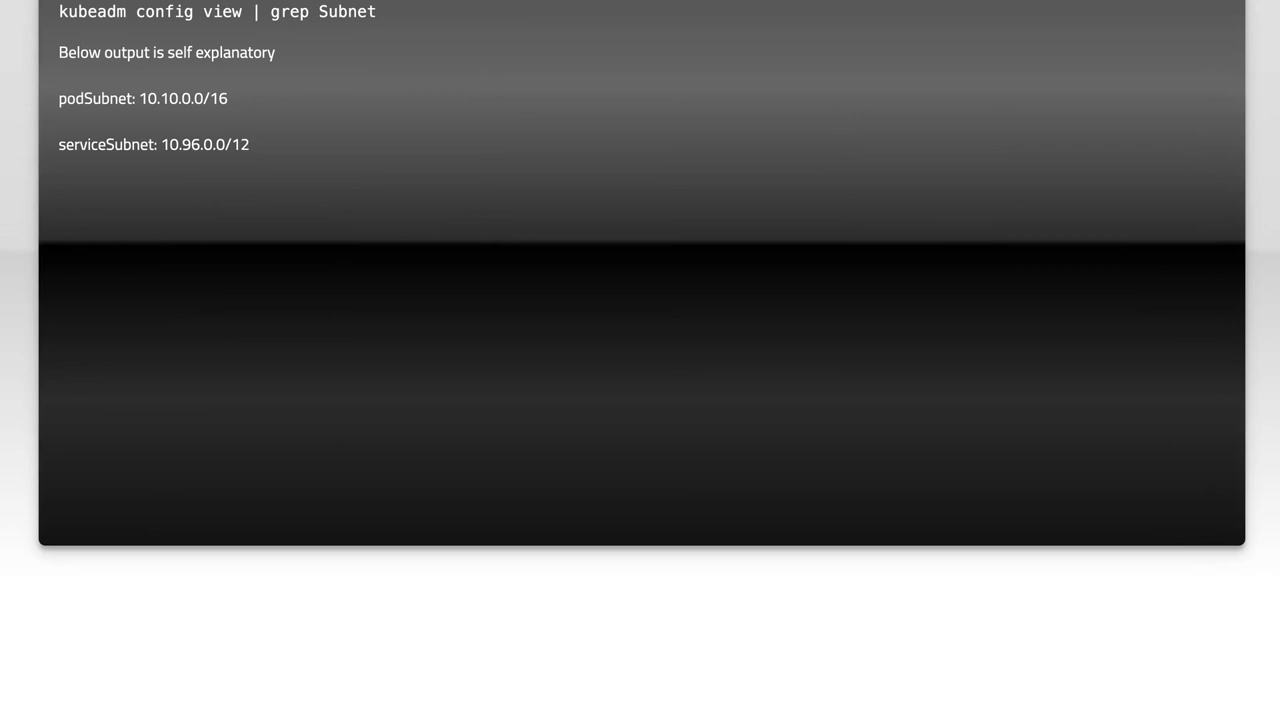 kubeadm config view | grep Subnet
Below output is self explanatory
podSubnet: 10.10.0.0/16
serviceSubnet: 10.96.0.0/12